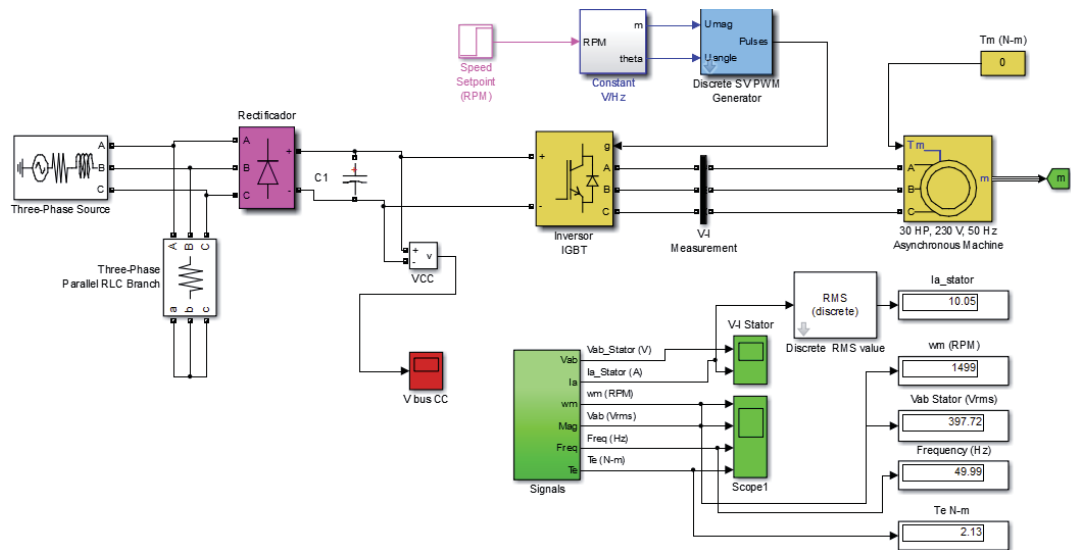 Speed
Setpoint
(RPM)
RPM
m
theta
Constant
V/Hz
Umag
Uangle
Pulses
Discrete SV PWM
Generator
Tm (N-m)
0
Three-Phase Source
A
B
C
Rectificador
A
B
C
+
-
C1
+
Three-Phase
Parallel RLC Branch
A
B
C
a
b
c
+
-
v
VCC
V bus CC
g
+
-
A
B
C
Inversor
IGBT
V-I
Measurement
Tm
A
B
C
m
30 HP, 230 V, 50 Hz
Asynchronous Machine
m
Signals
Vab
Ia
wm
Mag
Freq
Te
Vab_Stator (V)
Ia_Stator (A)
wm (RPM)
Vab (Vrms)
Freq (Hz)
Te (N-m)
V-I Stator
Scope1
RMS
(discrete)
Discrete RMS value
Ia_stator
10.05
wm (RPM)
1499
Vab Stator (Vrms)
397.72
Frequency (Hz)
49.99
Te N-m
2.13